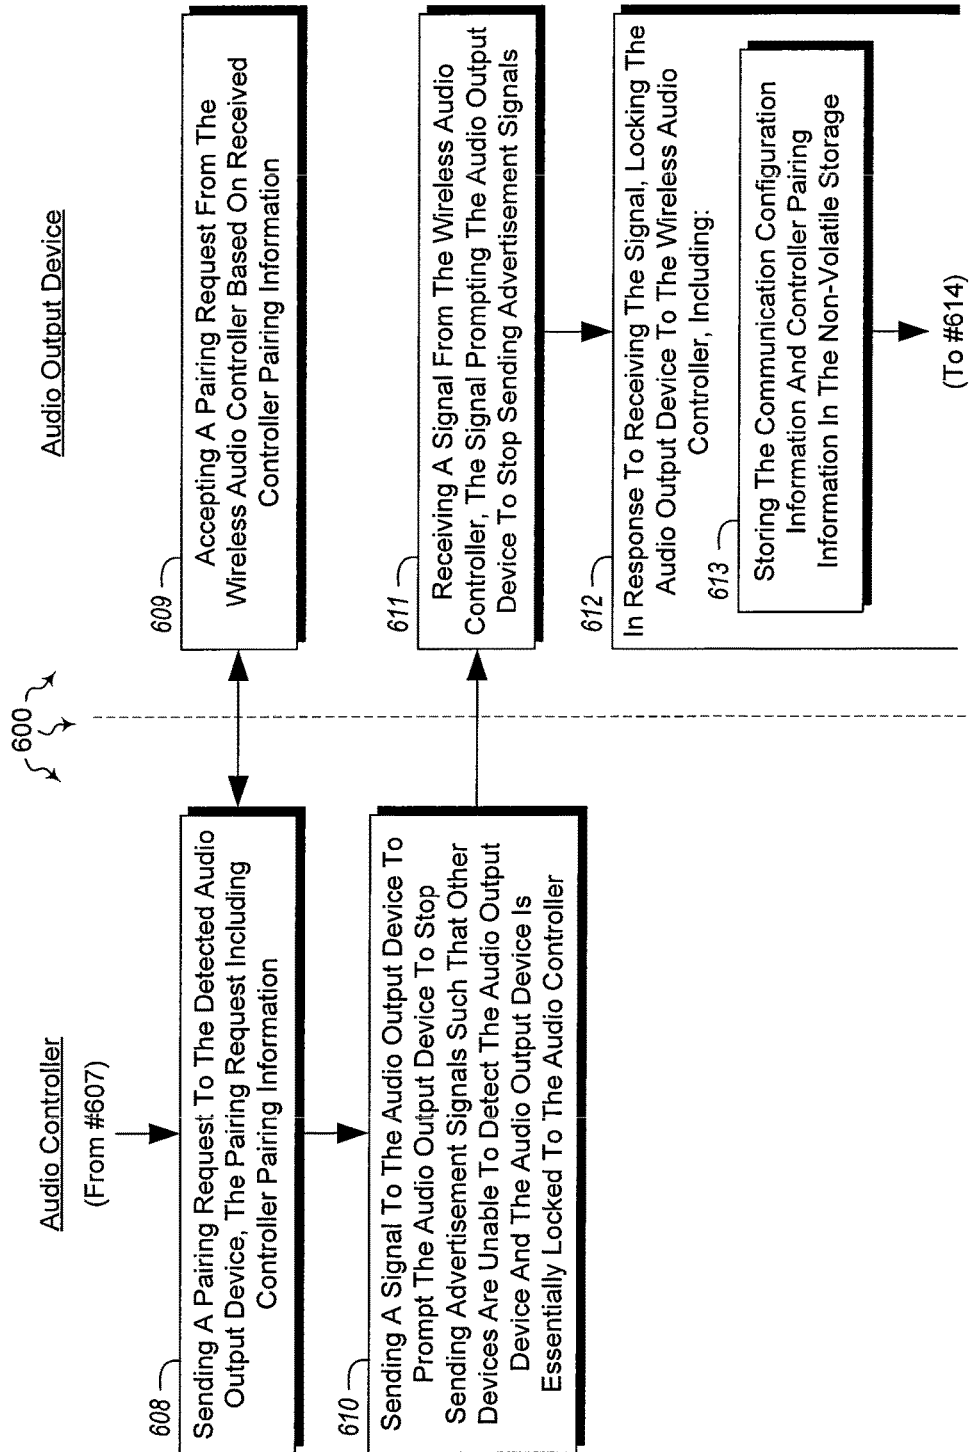 600
Audio Controller
(From #607)
608
Sending A Pairing Request To The Detected Audio
Output Device, The Pairing Request Including
Controller Pairing Information
610
Sending A Signal To The Audio Output Device To
Prompt The Audio Output Device To Stop
Sending Advertisement Signals Such That Other
Devices Are Unable To Detect The Audio Output
Device And The Audio Output Device Is
Essentially Locked To The Audio Controller
Audio Output Device
609
Accepting A Pairing Request From The
Wireless Audio Controller Based On Received
Controller Pairing Information
611
Receiving A Signal From The Wireless Audio
Controller, The Signal Prompting The Audio Output
Device To Stop Sending Advertisement Signals
612
In Response To Receiving The Signal, Locking The
Audio Output Device To The Wireless Audio
Controller, Including:
613
Storing The Communication Configuration
Information And Controller Pairing
Information In The Non-Volatile Storage
(To #614)